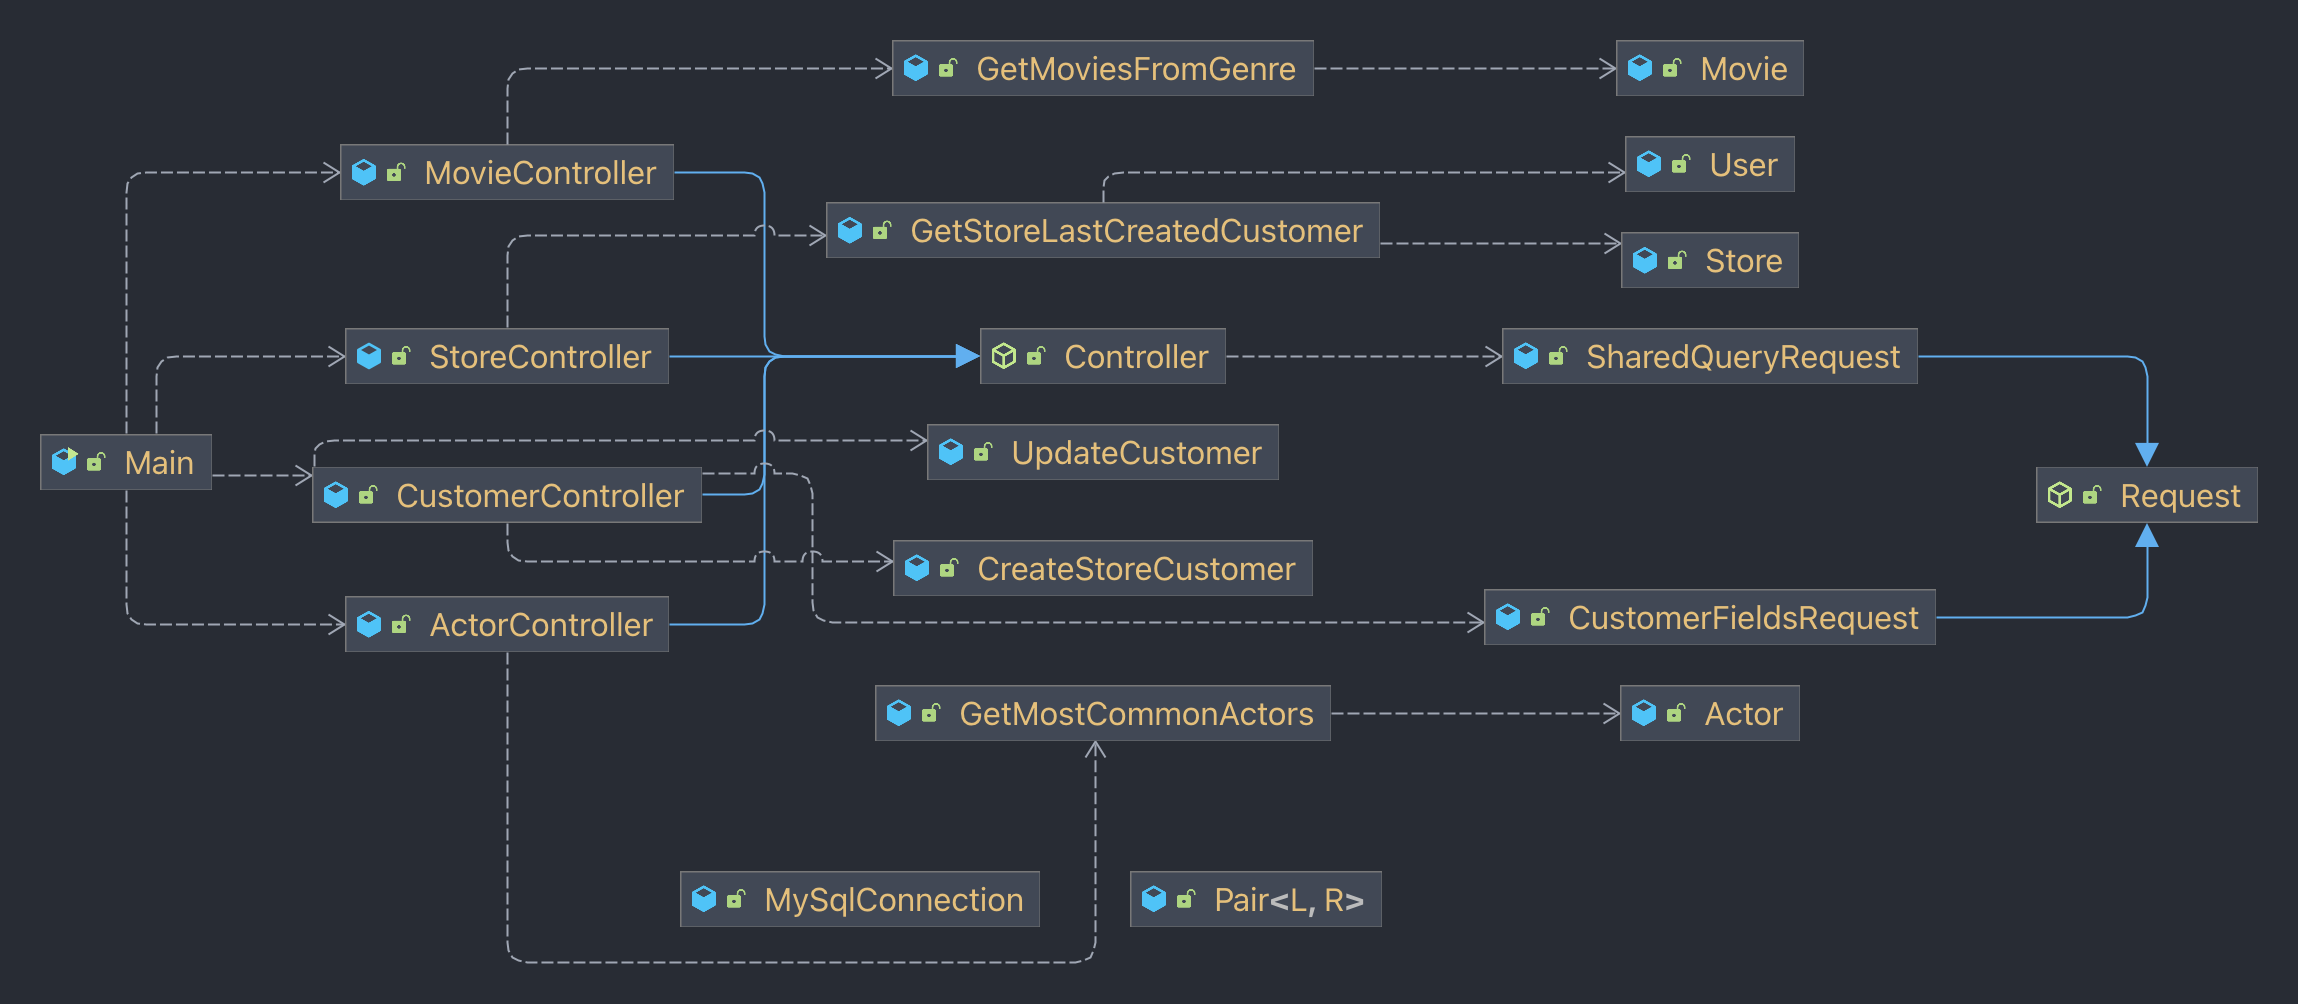 GetMoviesFromGenre
Movie
User
MovieController
GetStoreLastCreatedCustomer
Store
StoreController
Controller
SharedQueryRequest
Main
UpdateCustomer
CustomerController
Request
CreateStoreCustomer
ActorController
CustomerFieldsRequest
GetMostCommonActors
Actor
MySqlConnection
Pair<L, R>